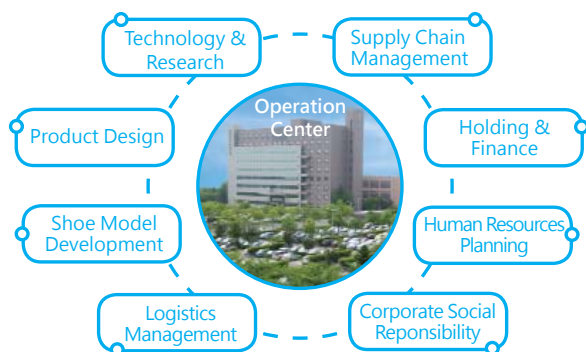 Technology &
Research
Supply Chain
Management
Operation
Center
Product Design
Holding &
Finance
Shoe Model
Development
Human Resources
Planning
Logistics
Management
Corporate Social
Reponsibility